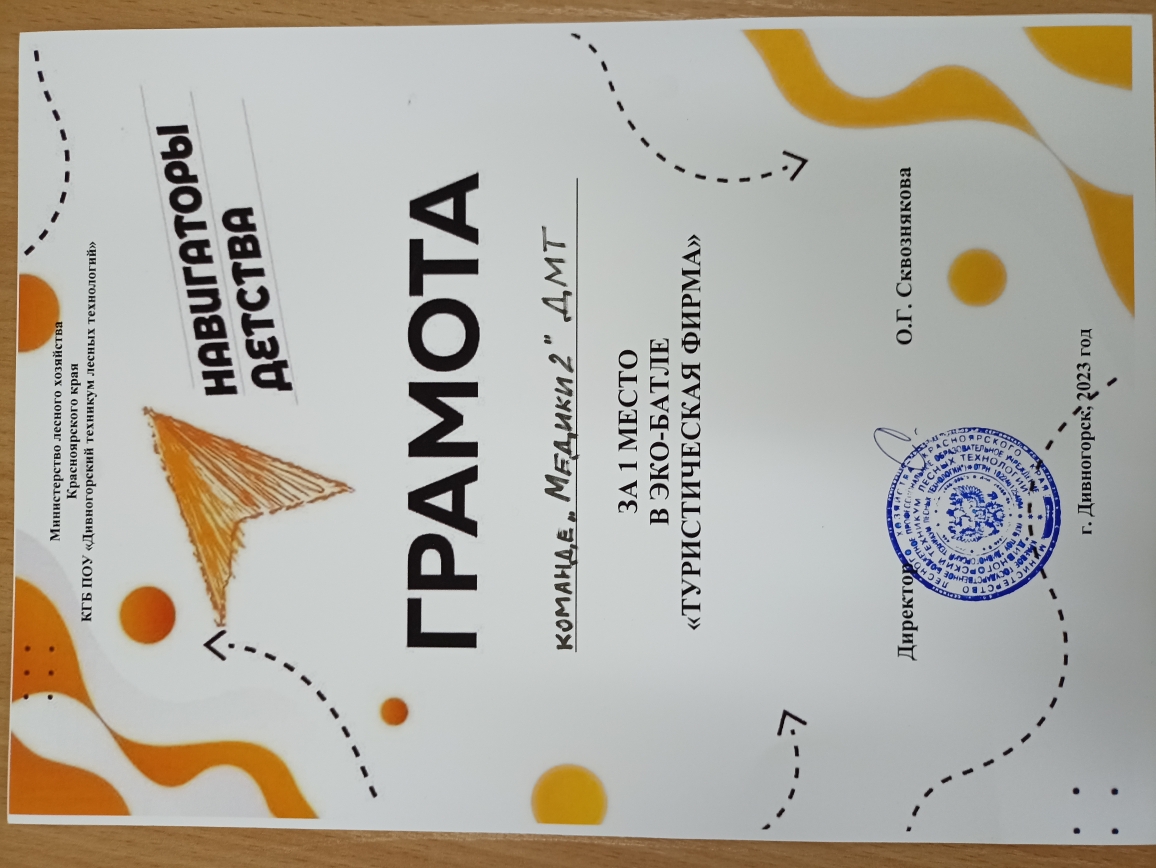 Министерство лесного хозяйства
Красноярского края
КГБ ПОУ «Дивногорский техникум лесных технологий»
НАВИГАТОРЫ
ДЕТСТВА
ГРАМОТА
КОМАНДЕ „МЕДИКИ 2" ДМТ
ЗА 1 МЕСТО
В ЭКО-БАТЛЕ
«ТУРИСТИЧЕСКАЯ ФИРМА»
Директор О.Г. Сквознякова
г. Дивногорск, 2023 год